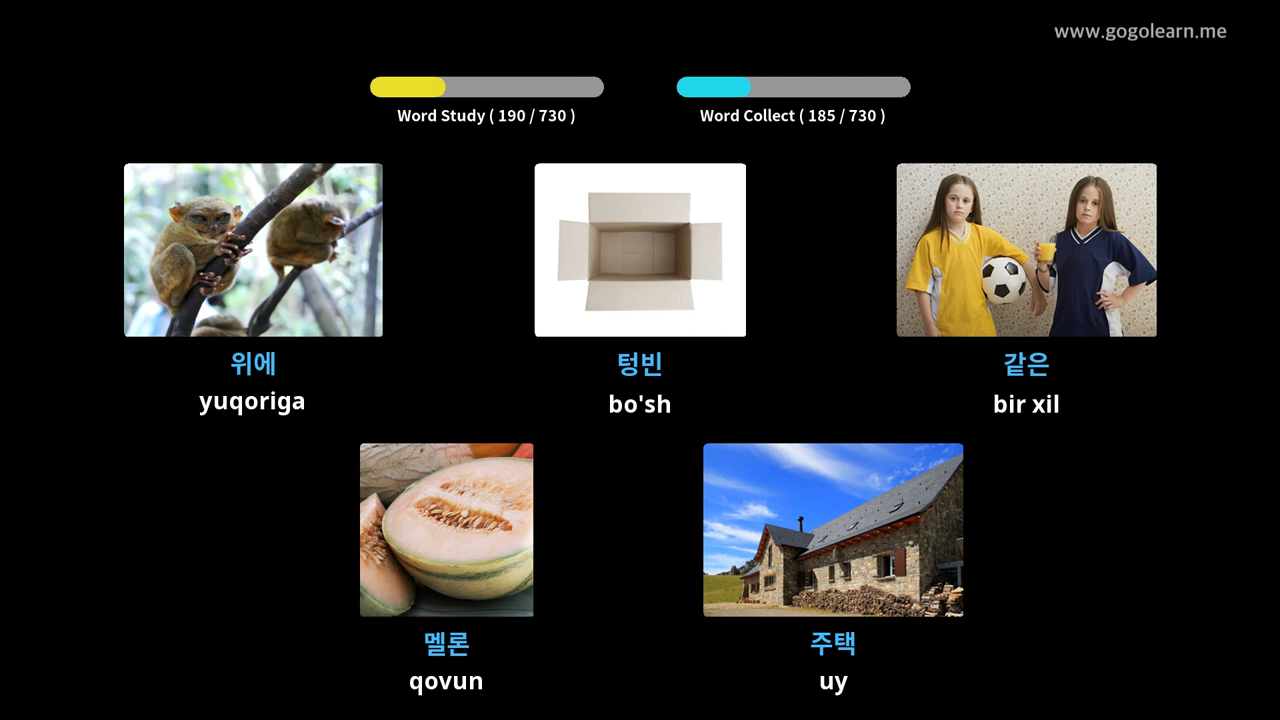 www.gogolearn.me
Word Study ( 190 / 730 )
Word Collect ( 185 / 730 )
위에
텅빈
같은
yuqoriga
bo'sh
bir xil
멜론
주택
qovun
uy